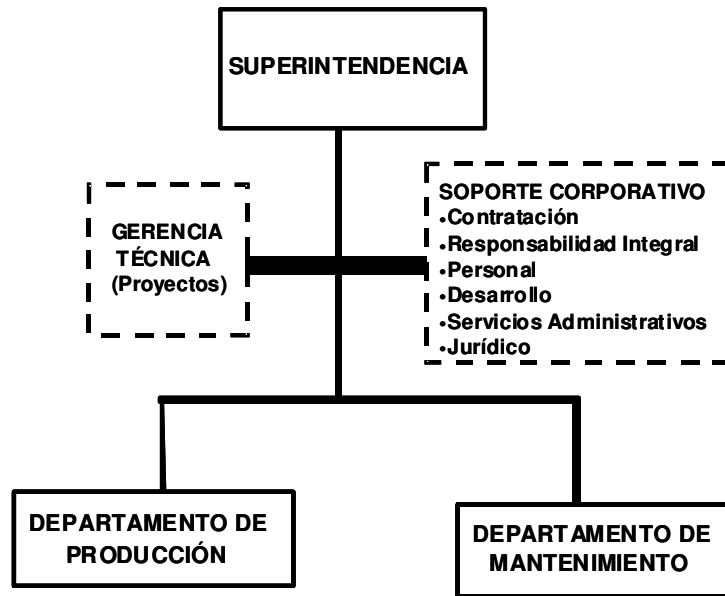 SUPERINTENDENCIA
GERENCIA
TÉCNICA
(Proyectos)
SOPORTE CORPORATIVO
•Contratación
•Responsabilidad Integral
•Personal
•Desarrollo
•Servicios Administrativos
•Jurídico
DEPARTAMENTO DE
PRODUCCIÓN
DEPARTAMENTO DE
MANTENIMIENTO